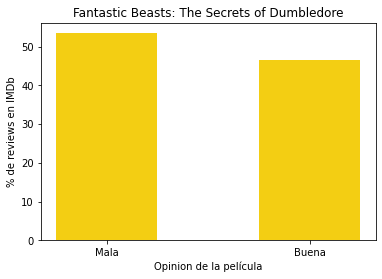 Fantastic Beasts: The Secrets of Dumbledore
% de reviews en IMDb
50
40
30
20
10
0
Mala Buena
Opinion de la película